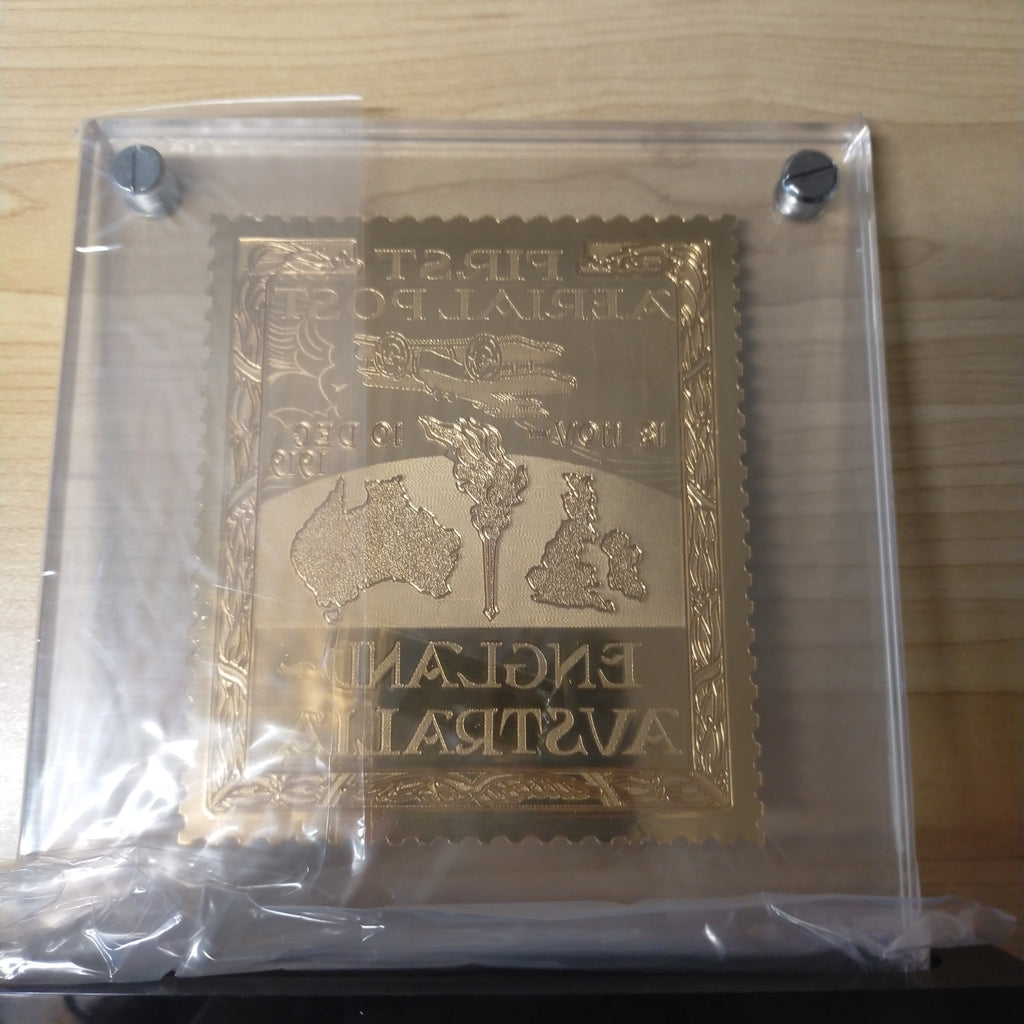 FIRST
AERIAL POST
13 NOV– 10 DEC
1919
ENGLAND –
AVSTRALIA